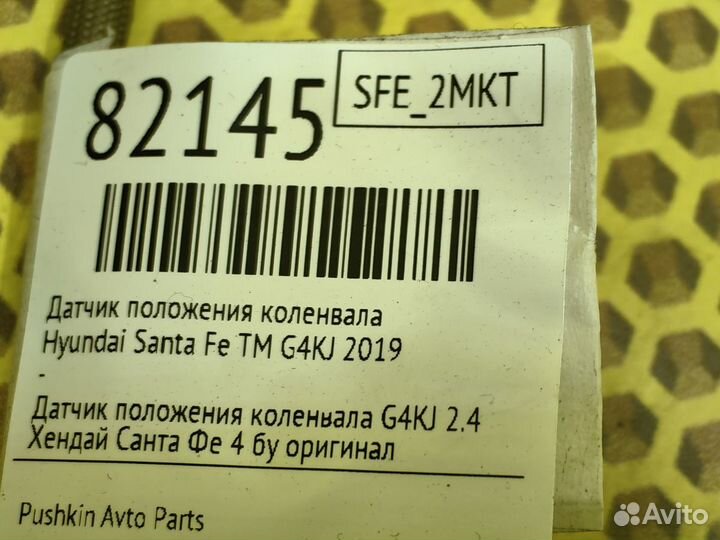 82145
SFE_2MKT
Датчик положения коленвала
Hyundai Santa Fe TM G4KJ 2019
-
Датчик положения коленвала G4KJ 2.4
Хендай Санта Фе 4 бу оригинал
Pushkin Avto Parts
Avito